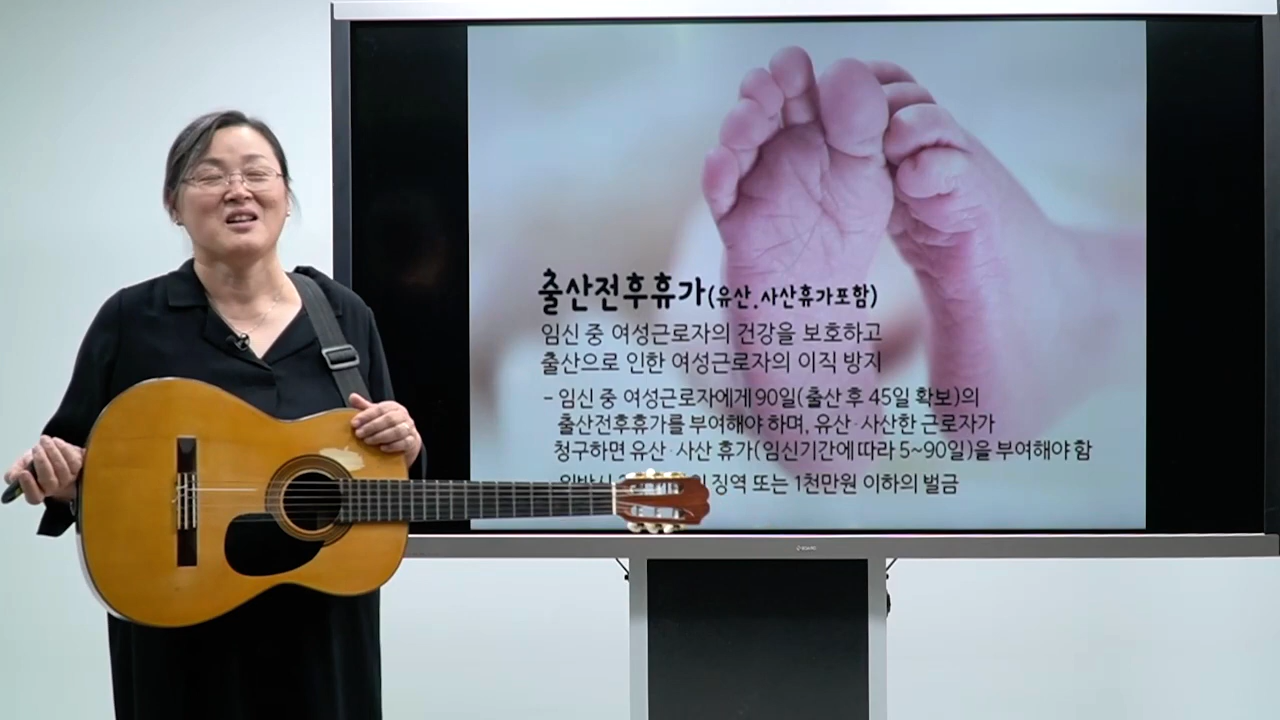 출산전후휴가(유산.사산휴가포함)
임신 중 여성근로자의 건강을 보호하고
출산으로 인한 여성근로자의 이직 방지
- 임신 중 여성근로자에게 90일(출산 후 45일 확보)의
출산전후휴가를 부여해야 하며, 유산·사산한 근로자가
청구하면 유산·사산 휴가(임신기간에 따라 5~90일)을 부여해야 함
징역 또는 1천만원 이하의 벌금